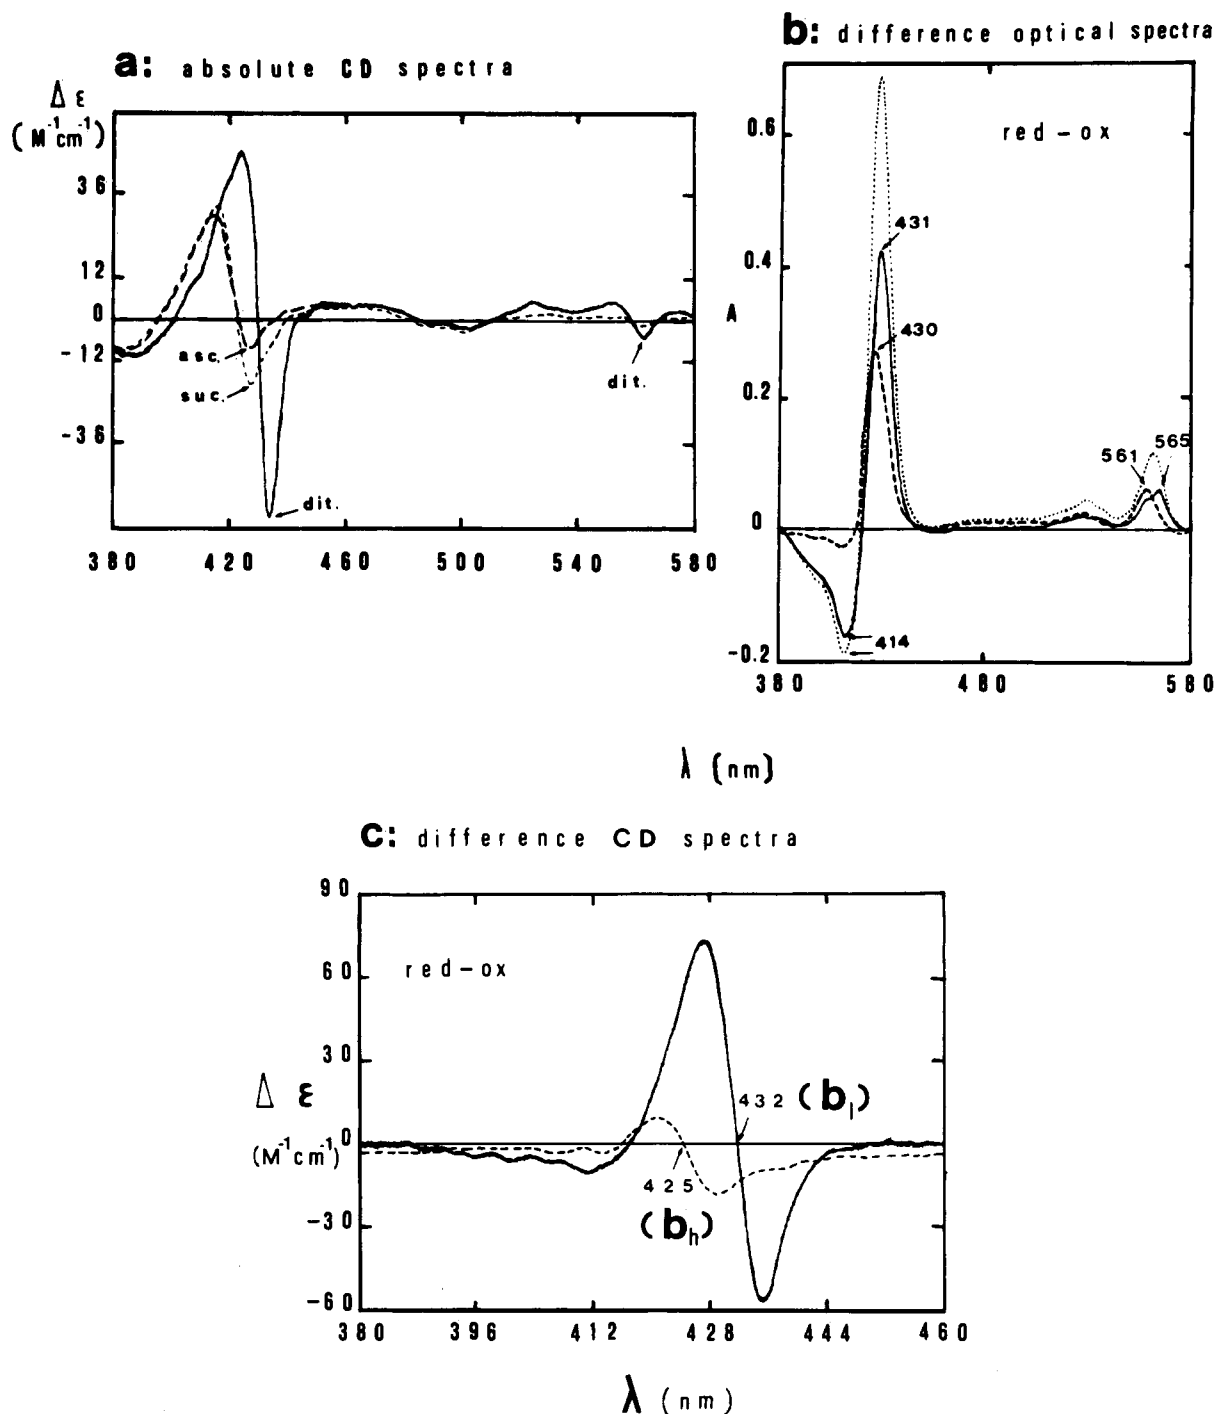 a: absolute CD spectra
Δ ε
(M⁻¹cm⁻¹)
36
12
0
-12
-36
asc.
suc.
dit.
dit.
380 420 460 500 540 580
b: difference optical spectra
red-ox
0.6
0.4
A
0.2
0
-0.2
431
430
561 565
414
380 480 580
λ (nm)
c: difference CD spectra
90
60
30
0
-30
-60
red-ox
Δ ε
(M⁻¹cm⁻¹)
432 (bl)
425
(bh)
380 396 412 428 444 460
λ (nm)